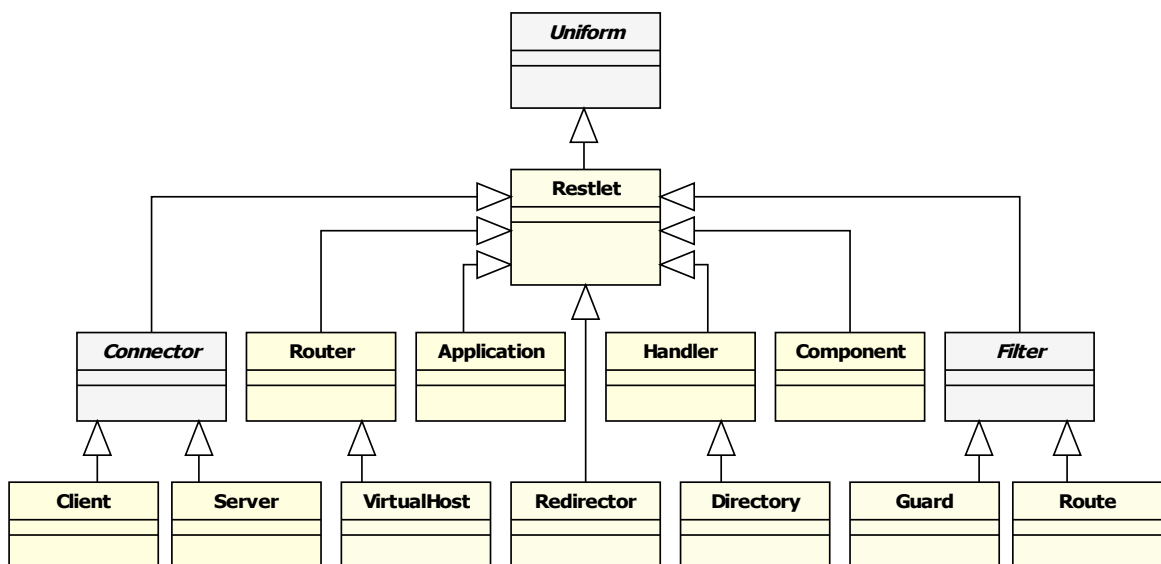 Uniform
Restlet
Connector
Router
Application
Handler
Component
Filter
Client
Server
VirtualHost
Redirector
Directory
Guard
Route